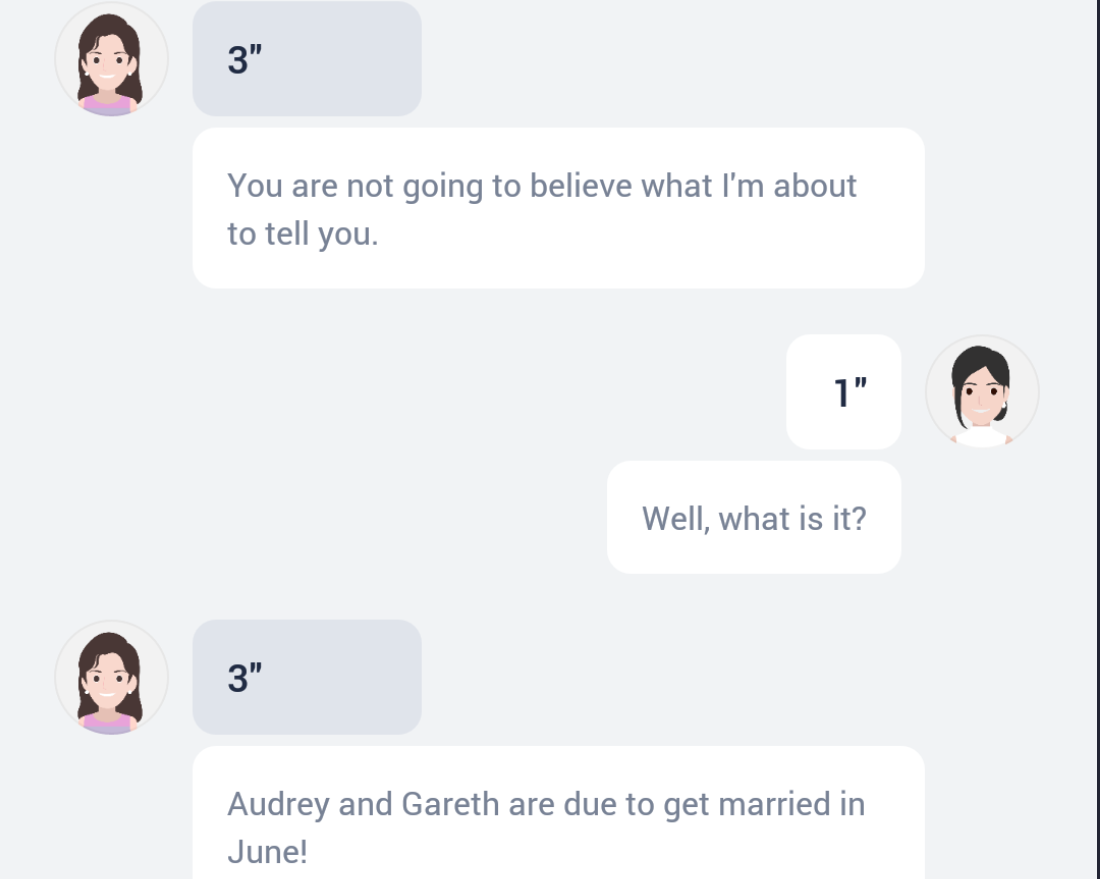 3"
You are not going to believe what I'm about
to tell you.
1"
Well, what is it?
3"
Audrey and Gareth are due to get married in
June!